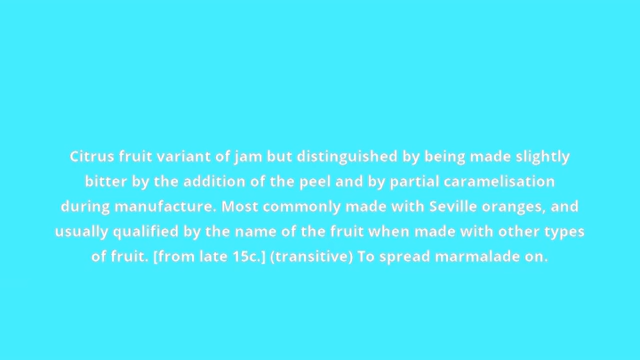 Citrus fruit variant of jam but distinguished by being made slightly
bitter by the addition of the peel and by partial caramelisation
during manufacture. Most commonly made with Seville oranges, and
usually qualified by the name of the fruit when made with other types
of fruit. [from late 15c.] (transitive) To spread marmalade on.